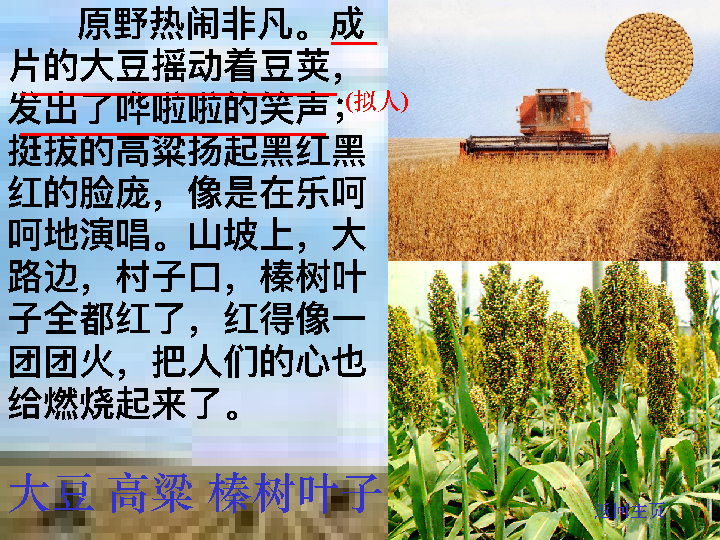 原野热闹非凡。成
片的大豆摇动着豆荚，
发出了哗啦啦的笑声；(拟人)
挺拔的高粱扬起黑红黑
红的脸庞，像是在乐呵
呵地演唱。山坡上，大
路边，村子口，榛树叶
子全都红了，红得像一
团团火，把人们的心也
给燃烧起来了。
大豆 高粱 榛树叶子
返回主页